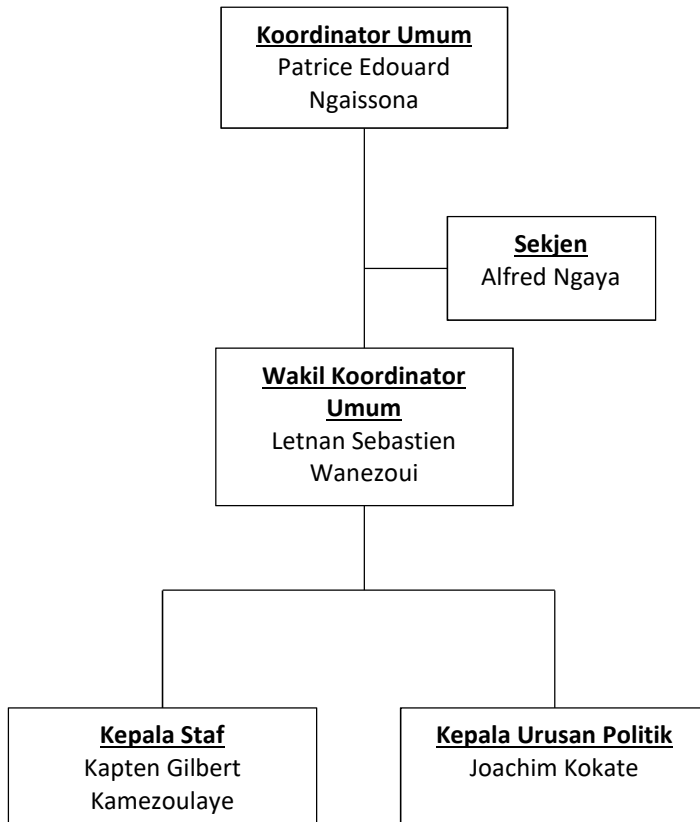 Koordinator Umum
Patrice Edouard
Ngaissona
Sekjen
Alfred Ngaya
Wakil Koordinator
Umum
Letnan Sebastien
Wanezoui
Kepala Staf
Kapten Gilbert
Kamezoulaye
Kepala Urusan Politik
Joachim Kokate